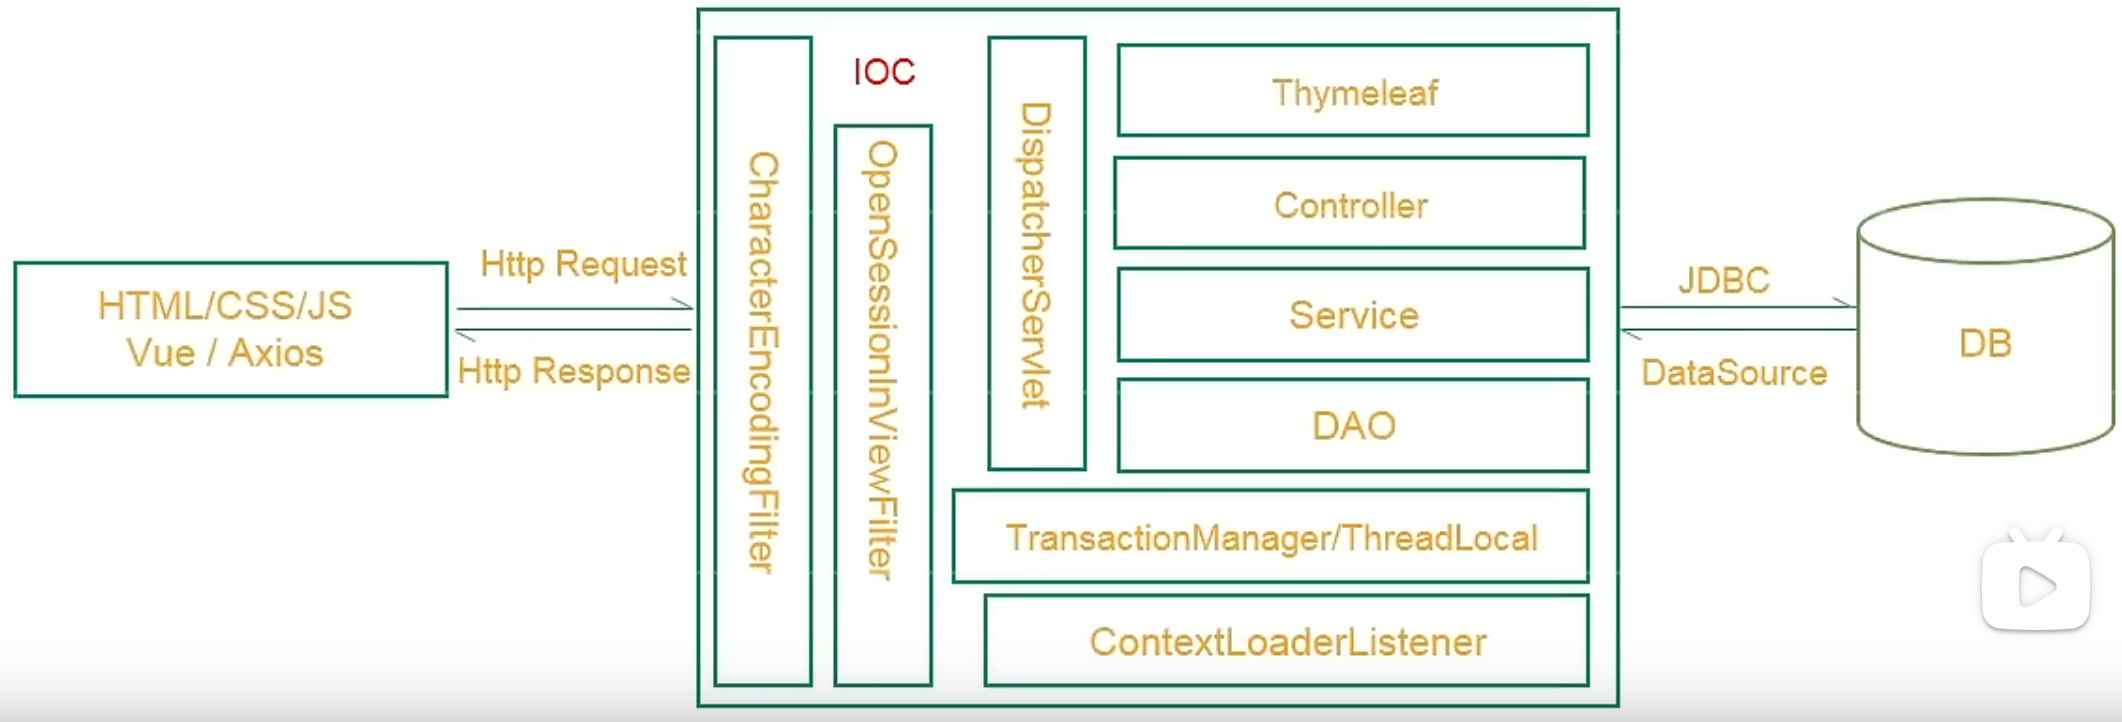 HTML/CSS/JS
Vue / Axios
Http Request
Http Response
CharacterEncodingFilter
IOC
OpenSessionInViewFilter
DispatcherServlet
Thymeleaf
Controller
Service
DAO
TransactionManager/ThreadLocal
ContextLoaderListener
JDBC
DataSource
DB